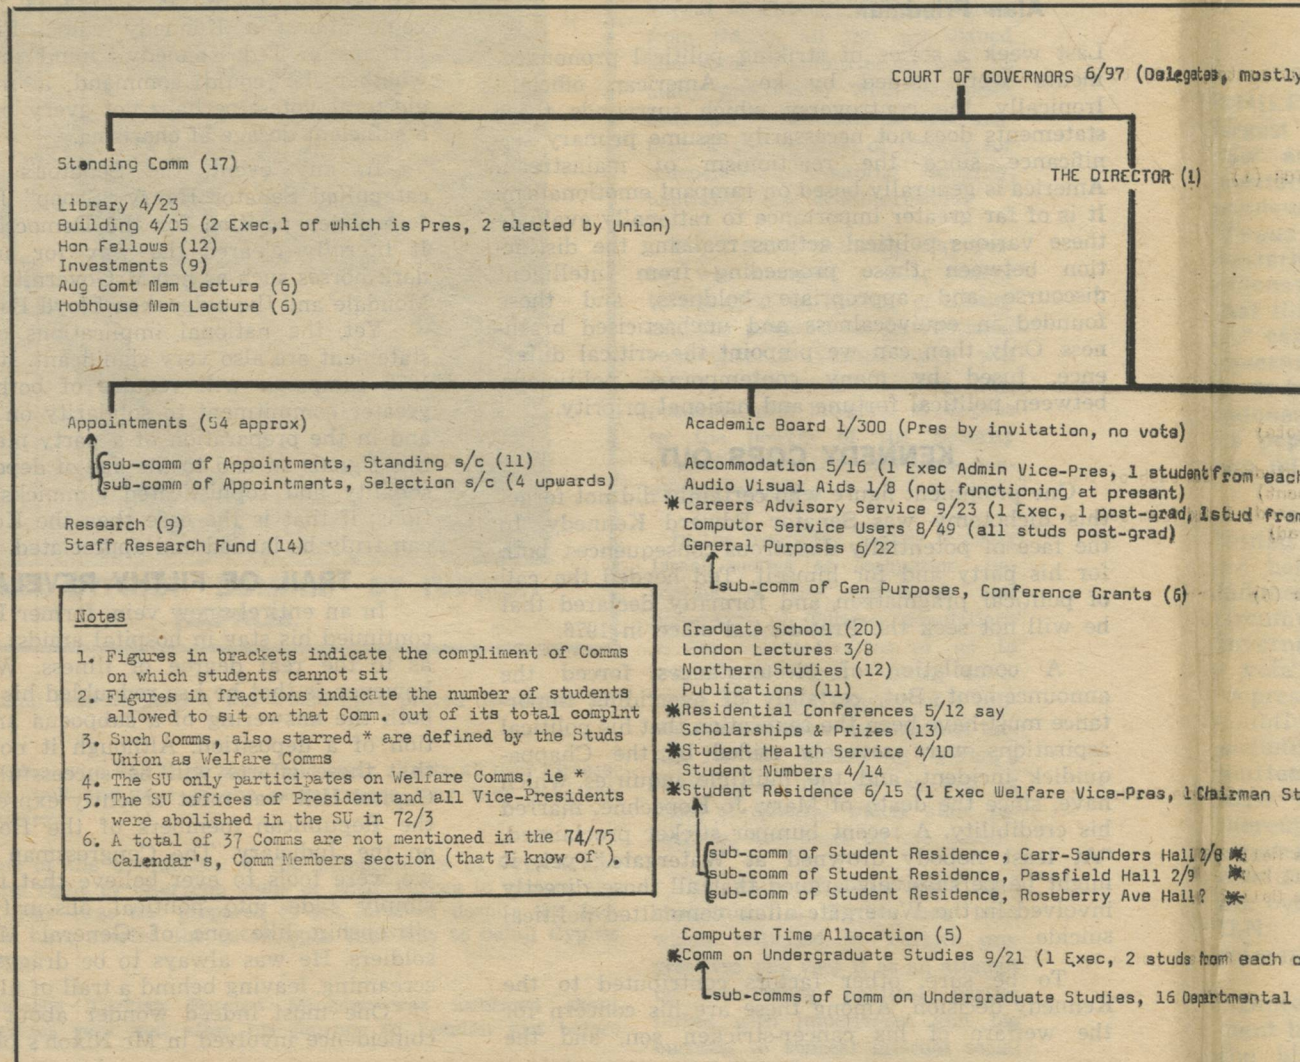 COURT OF GOVERNORS 6/97 (Delegates, mostly
Standing Comm (17)
THE DIRECTOR (1)
Library 4/23
Building 4/15 (2 Exec,1 of which is Pres, 2 elected by Union)
Hon Fellows (12)
Investments (9)
Aug Comt Mem Lecture (6)
Hobhouse Mem Lecture (6)
Appointments (54 approx)
sub-comm of Appointments, Standing s/c (11)
sub-comm of Appointments, Selection s/c (4 upwards)
Research (9)
Staff Research Fund (14)
Notes
1. Figures in brackets indicate the compliment of Comms
on which students cannot sit
2. Figures in fractions indicate the number of students
allowed to sit on that Comm. out of its total complnt
3. Such Comms, also starred * are defined by the Studs
Union as Welfare Comms
4. The SU only participates on Welfare Comms, ie *
5. The SU offices of President and all Vice-Presidents
were abolished in the SU in 72/3
6. A total of 37 Comms are not mentioned in the 74/75
Calendar's, Comm Members section (that I know of ).
Academic Board 1/300 (Pres by invitation, no vote)
Accommodation 5/16 (1 Exec Admin Vice-Pres, 1 student from each
Audio Visual Aids 1/8 (not functioning at present)
*Careers Advisory Service 9/23 (1 Exec, 1 post-grad, 1stud from
Computor Service Users 8/49 (all studs post-grad)
General Purposes 6/22
sub-comm of Gen Purposes, Conference Grants (6)
Graduate School (20)
London Lectures 3/8
Northern Studies (12)
Publications (11)
*Residential Conferences 5/12 say
Scholarships & Prizes (13)
*Student Health Service 4/10
Student Numbers 4/14
*Student Residence 6/15 (1 Exec Welfare Vice-Pres, 1Chairman St
sub-comm of Student Residence, Carr-Saunders Hall 2/8 *
sub-comm of Student Residence, Passfield Hall 2/9 *
sub-comm of Student Residence, Roseberry Ave Hall? *
Computer Time Allocation (5)
*Comm on Undergraduate Studies 9/21 (1 Exec, 2 studs from each
sub-comms of Comm on Undergraduate Studies, 16 Departmental